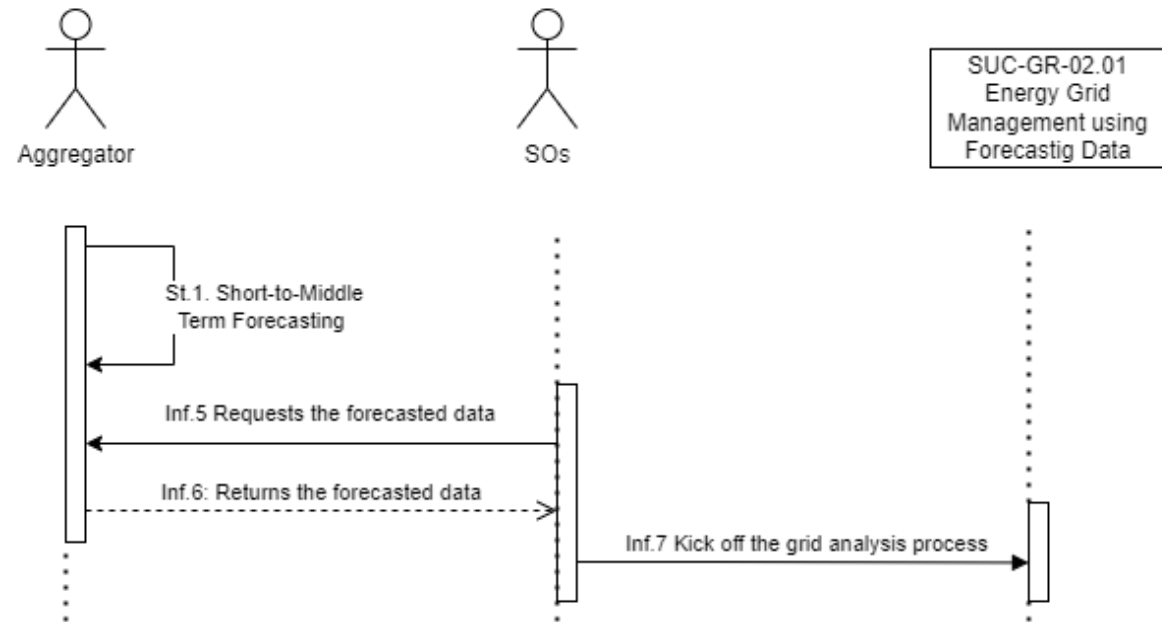 Aggregator
SOs
SUC-GR-02.01
Energy Grid
Management using
Forecastig Data
St.1. Short-to-Middle
Term Forecasting
Inf.5 Requests the forecasted data
Inf.6: Returns the forecasted data
Inf.7 Kick off the grid analysis process